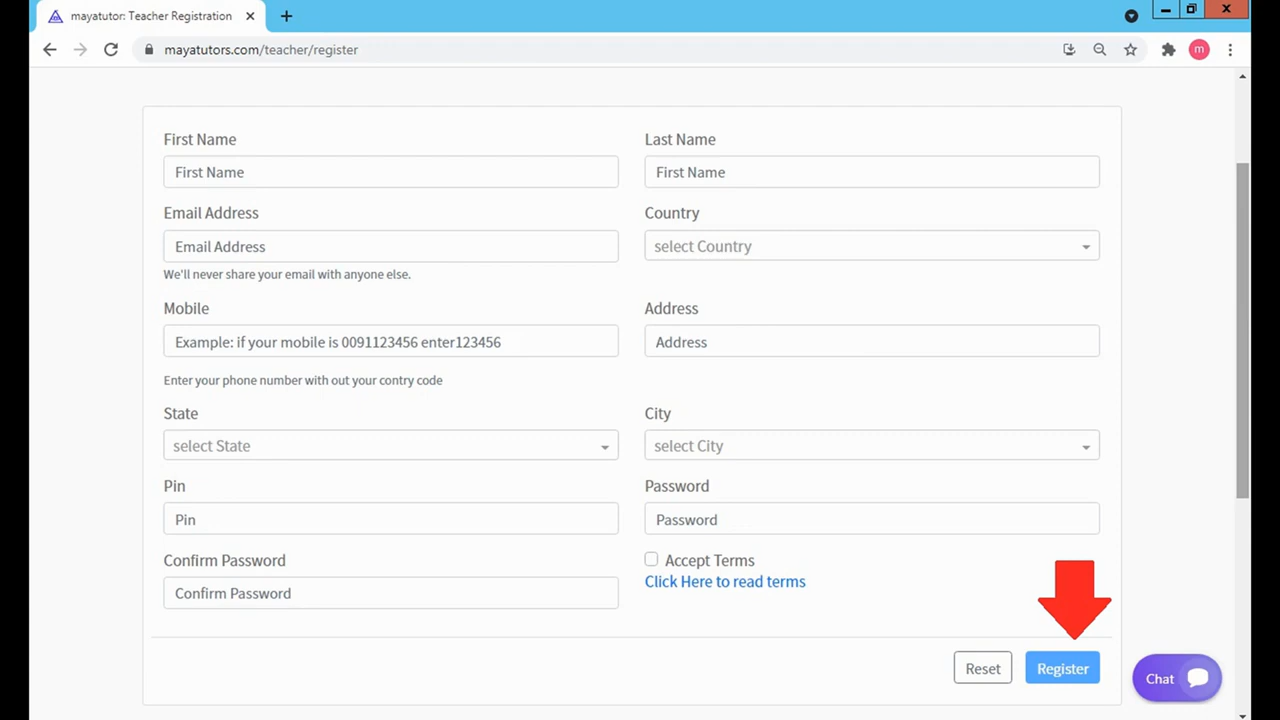 mayatutor: Teacher Registration
mayatutors.com/teacher/register
m
First Name
Last Name
First Name
First Name
Email Address
Country
Email Address
select Country
We'll never share your email with anyone else.
Mobile
Address
Example: if your mobile is 0091123456 enter123456
Address
Enter your phone number with out your contry code
State
City
select State
select City
Pin
Password
Pin
Password
Confirm Password
Accept Terms
Click Here to read terms
Confirm Password
Reset
Register
Chat